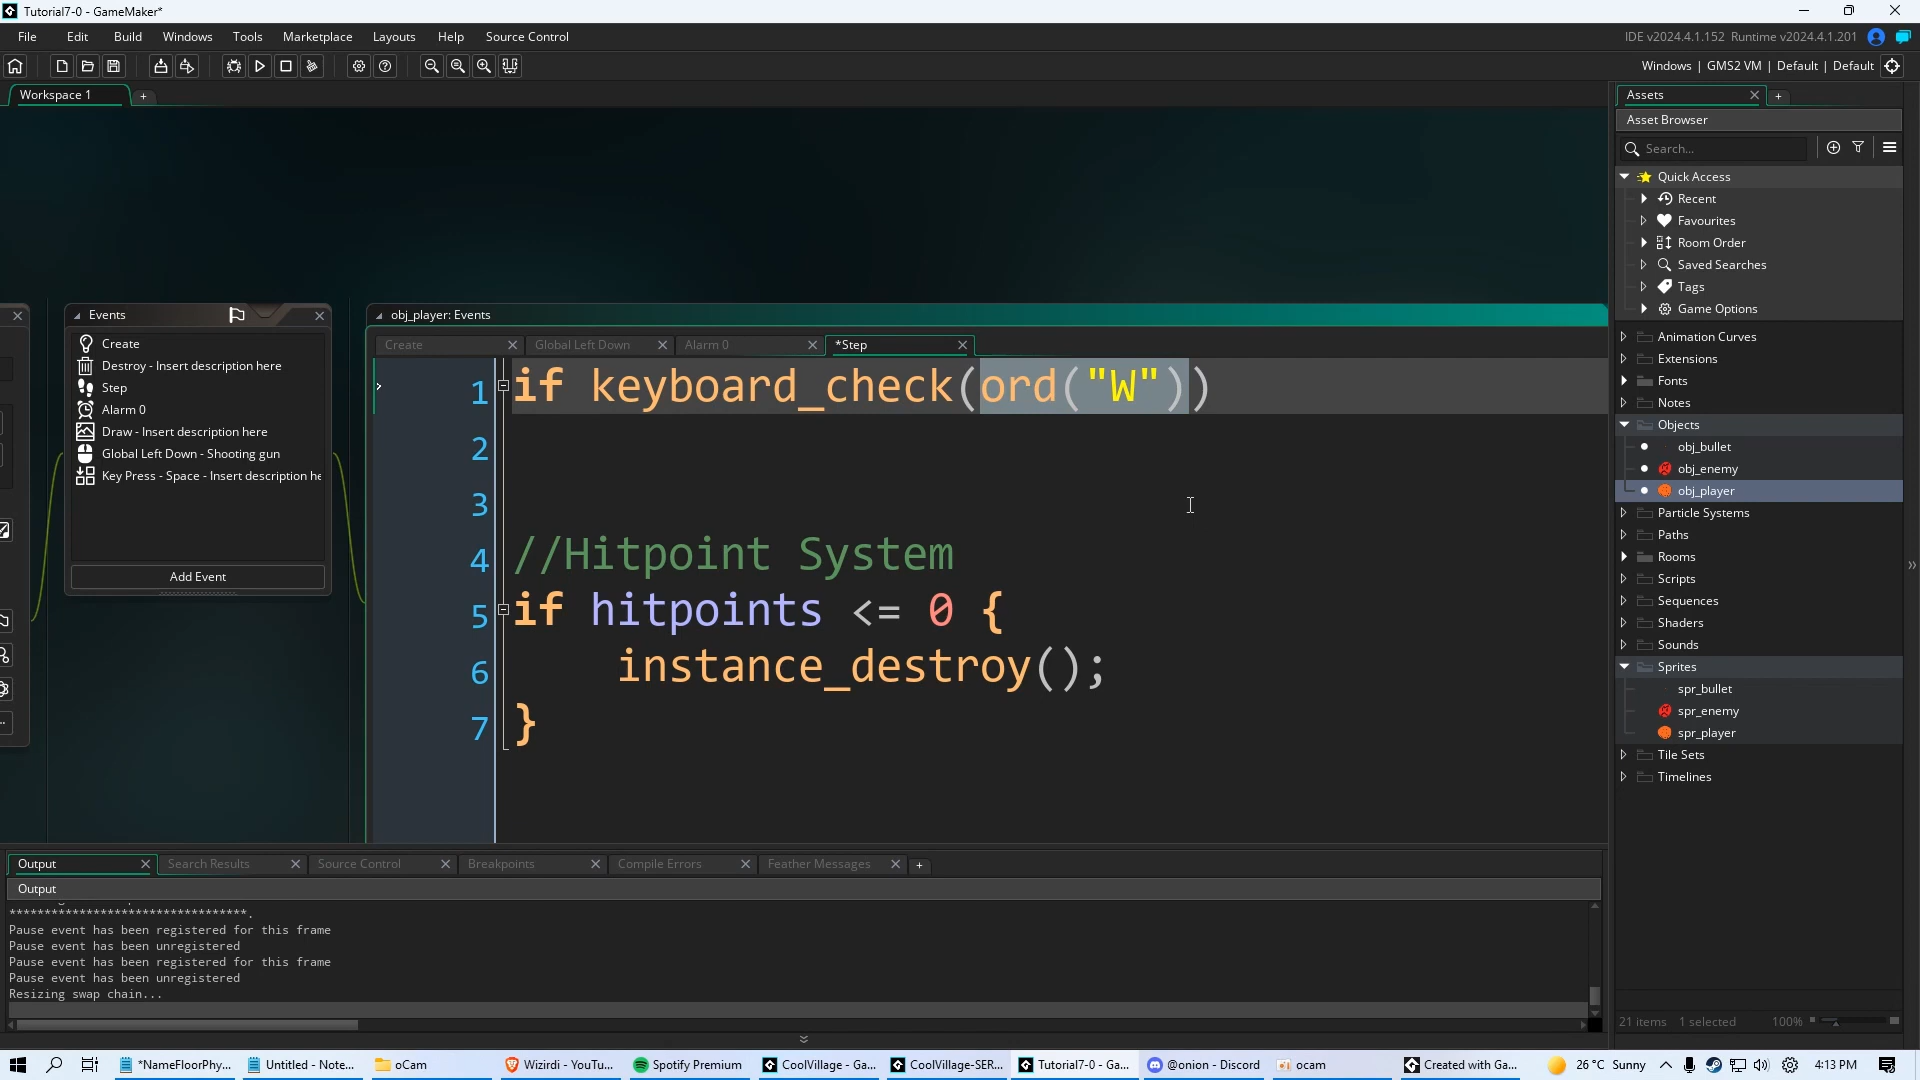 Tutorial7-0 - GameMaker*
File Edit Build Windows Tools Marketplace Layouts Help Source Control
IDE v2024.4.1.152 Runtime v2024.4.1.201
Windows | GMS2 VM | Default | Default
Workspace 1
Assets
Asset Browser
Search...
Quick Access
Recent
Favourites
Room Order
Saved Searches
Tags
Game Options
Animation Curves
Extensions
Fonts
Notes
Objects
obj_bullet
obj_enemy
obj_player
Particle Systems
Paths
Rooms
Scripts
Sequences
Shaders
Sounds
Sprites
spr_bullet
spr_enemy
spr_player
Tile Sets
Timelines
21 items 1 selected 100%
Events
Create
Destroy - Insert description here
Step
Alarm 0
Draw - Insert description here
Global Left Down - Shooting gun
Key Press - Space - Insert description he
Add Event
obj_player: Events
Create Global Left Down Alarm 0 *Step
1 if keyboard_check(ord("W"))
2
3
4 //Hitpoint System
5 if hitpoints <= 0 {
6 instance_destroy();
7 }
Output Search Results Source Control Breakpoints Compile Errors Feather Messages
Output
**********************************.
Pause event has been registered for this frame
Pause event has been unregistered
Pause event has been registered for this frame
Pause event has been unregistered
Resizing swap chain...
*NameFloorPhy... Untitled - Note... oCam Wizirdi - YouTu... Spotify Premium CoolVillage - Ga... CoolVillage-SER... Tutorial7-0 - Ga... @onion - Discord ocam Created with Ga... 26°C Sunny 4:13 PM